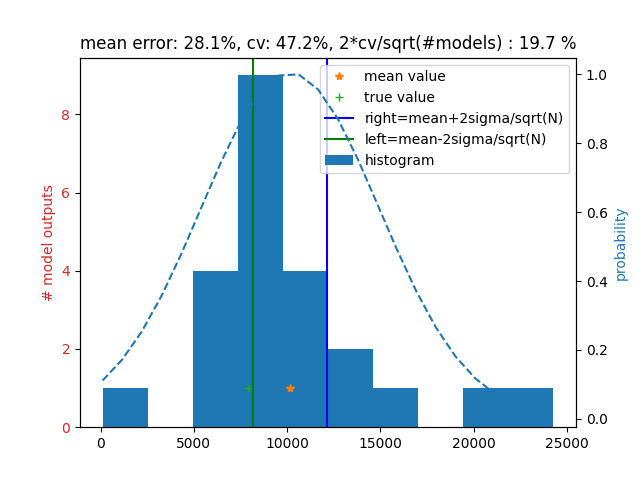 mean error: 28.1%, cv: 47.2%, 2*cv/sqrt(#models) : 19.7 %
mean value
true value
right=mean+2sigma/sqrt(N)
left=mean-2sigma/sqrt(N)
histogram
# model outputs
8
6
4
2
0
probability
1.0
0.8
0.6
0.4
0.2
0.0
0 5000 10000 15000 20000 25000